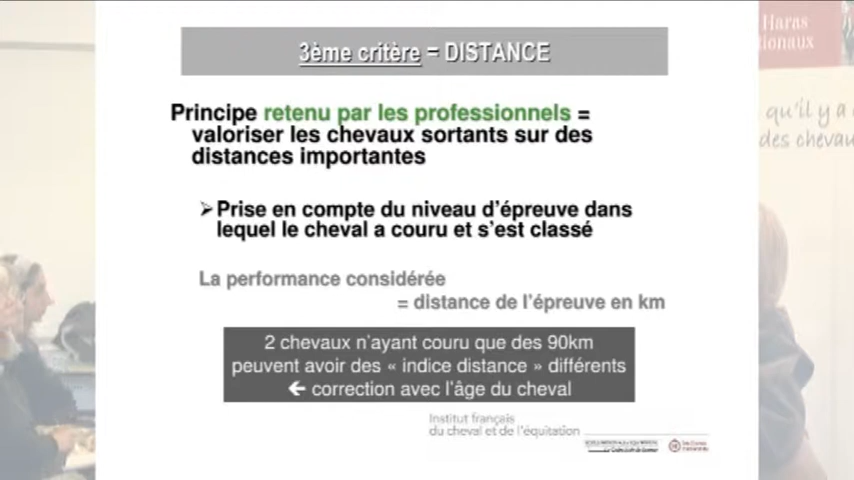 3ème critère = DISTANCE
Haras
tionaux
Principe retenu par les professionnels =
valoriser les chevaux sortants sur des
distances importantes
qu'il y a
des chevau
➢Prise en compte du niveau d'épreuve dans
lequel le cheval a couru et s'est classé
La performance considérée
= distance de l'épreuve en km
2 chevaux n'ayant couru que des 90km
peuvent avoir des « indice distance » différents
← correction avec l'âge du cheval
Institut français
du cheval et de l'équitation